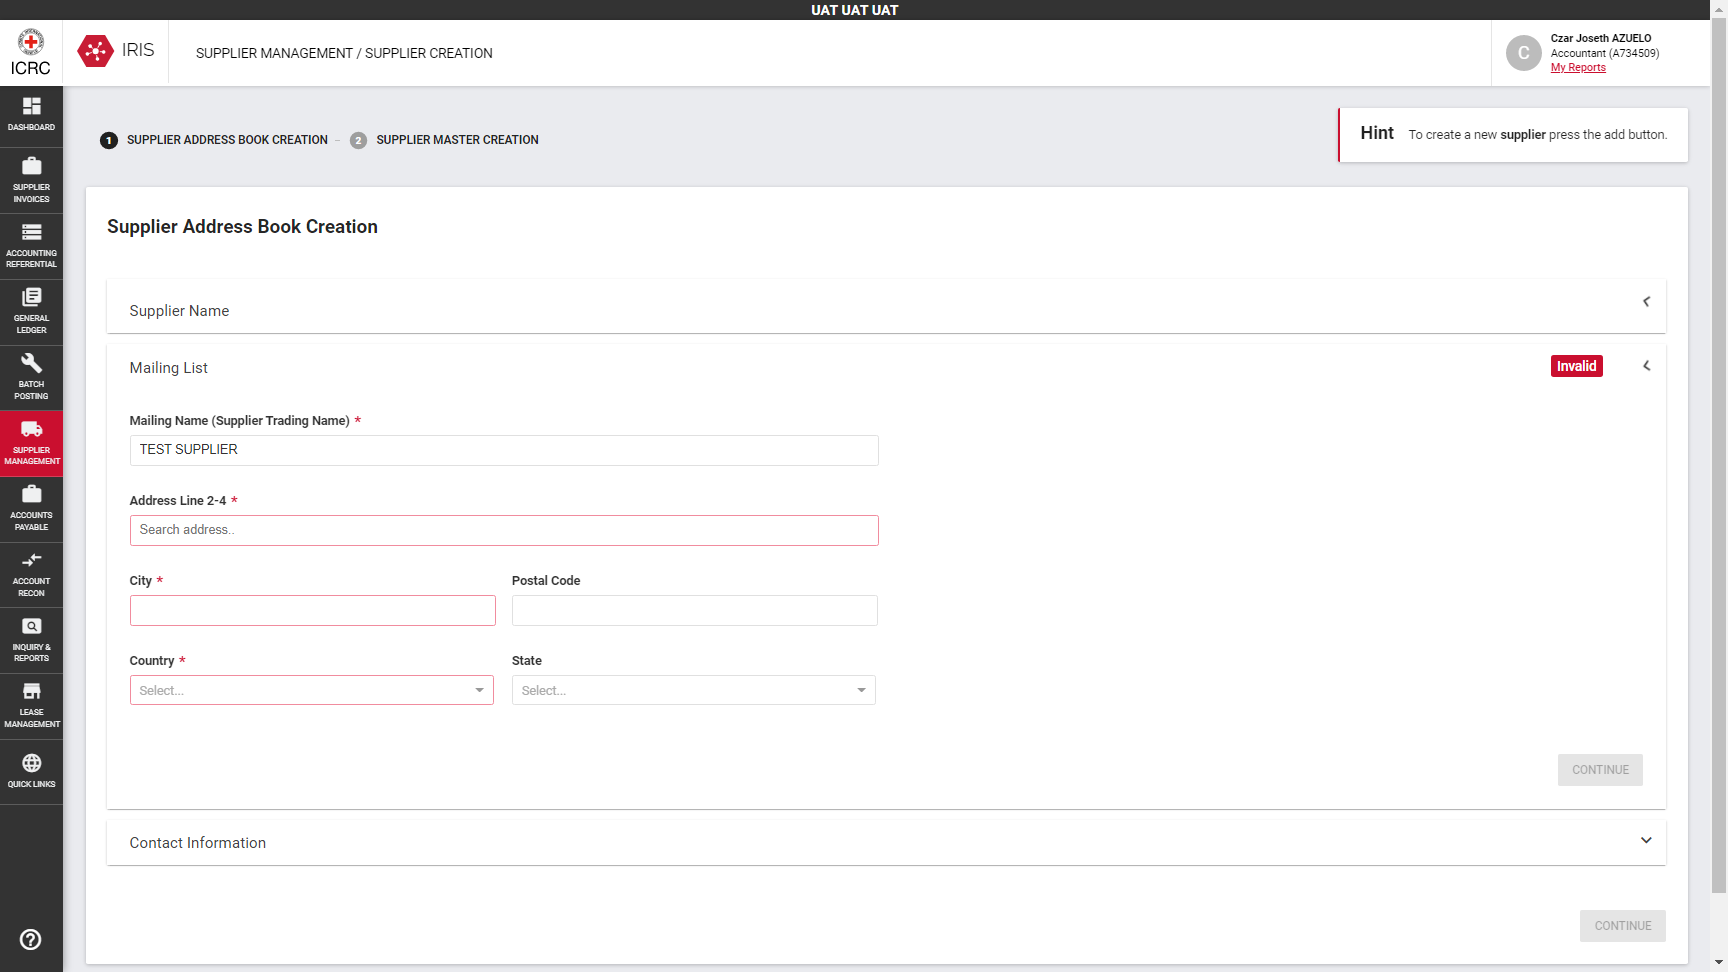 UAT UAT UAT
ICRC
IRIS
SUPPLIER MANAGEMENT / SUPPLIER CREATION
C
Czar Joseth AZUELO
Accountant (A734509)
My Reports
DASHBOARD
SUPPLIER
INVOICES
ACCOUNTING
REFERENTIAL
GENERAL
LEDGER
BATCH
POSTING
SUPPLIER
MANAGEMENT
ACCOUNTS
PAYABLE
ACCOUNT
RECON
INQUIRY &
REPORTS
LEASE
MANAGEMENT
QUICK LINKS
1 SUPPLIER ADDRESS BOOK CREATION – 2 SUPPLIER MASTER CREATION
Hint To create a new supplier press the add button.
Supplier Address Book Creation
Supplier Name
Mailing List
Invalid
Mailing Name (Supplier Trading Name) *
TEST SUPPLIER
Address Line 2-4 *
Search address..
City * Postal Code
Country * State
Select... Select...
CONTINUE
Contact Information
CONTINUE